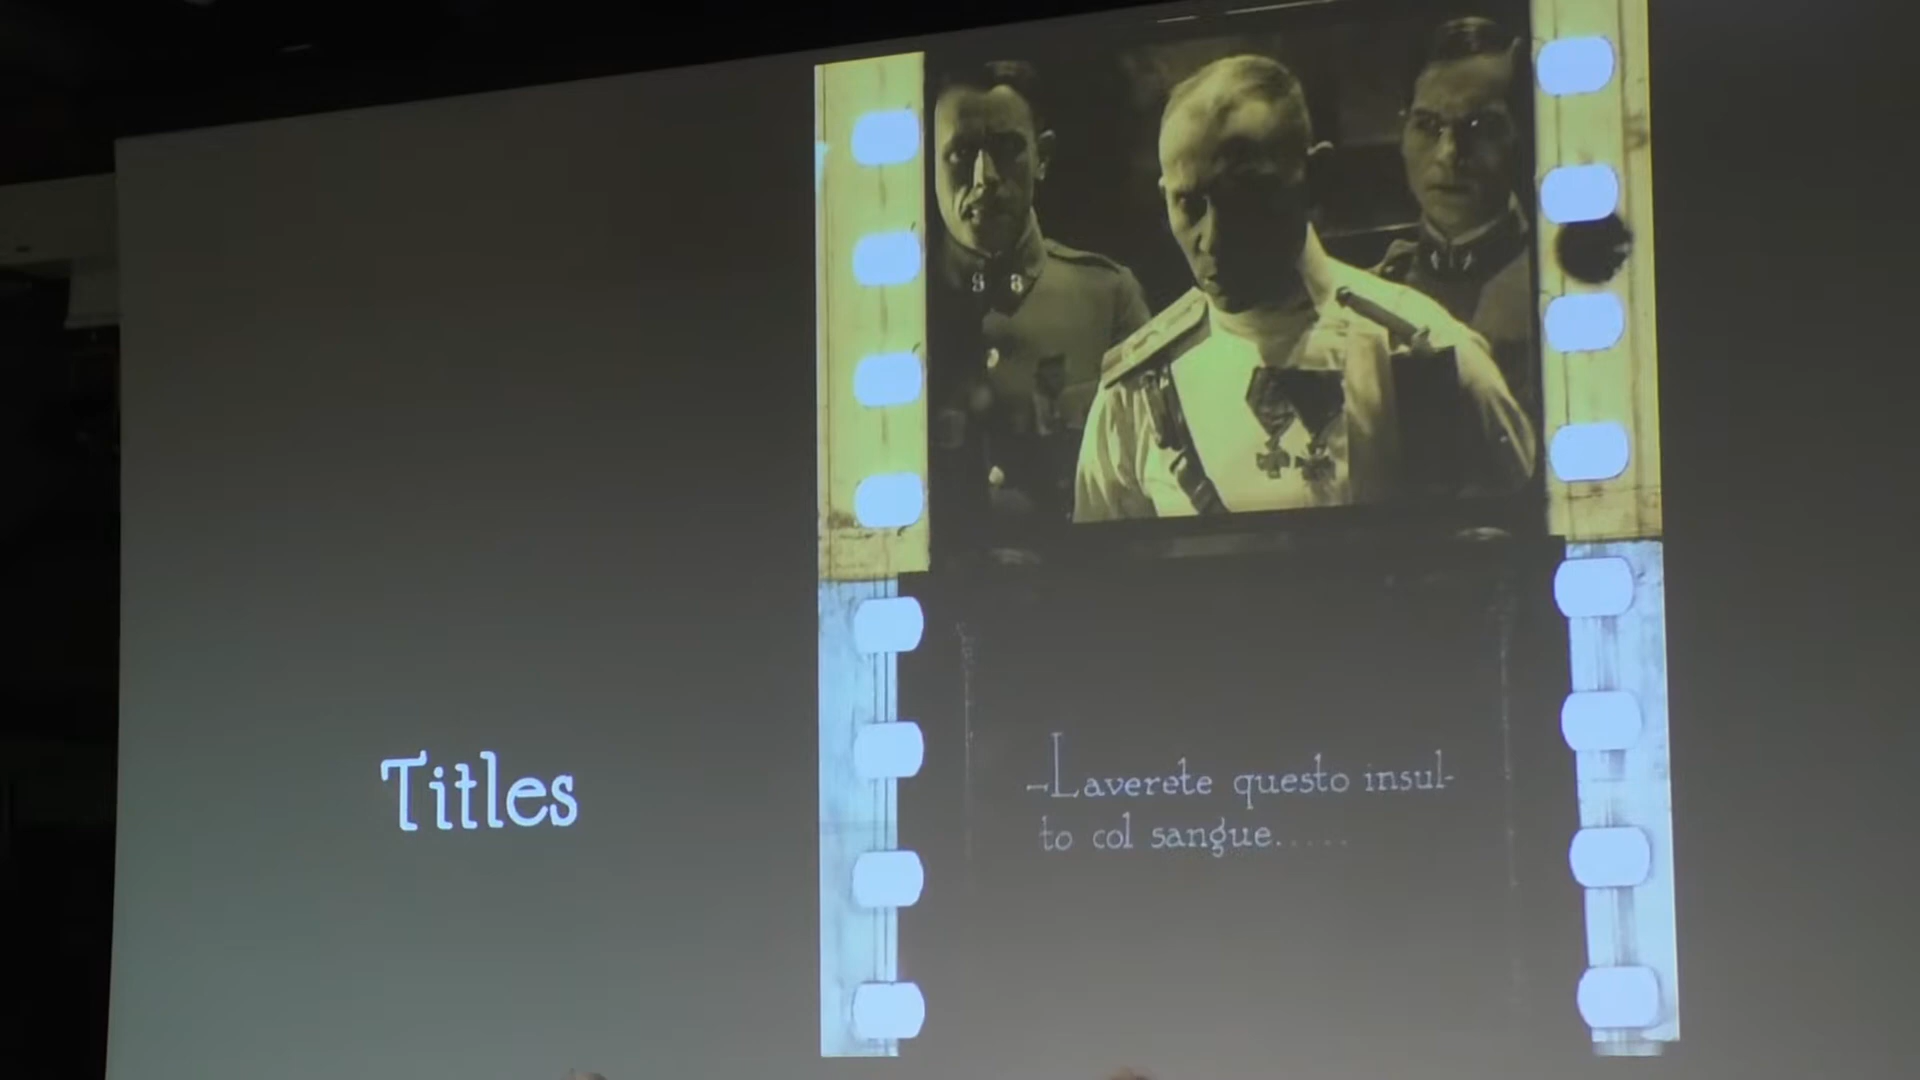 Titles
–Laverete questo insul-
to col sangue.....